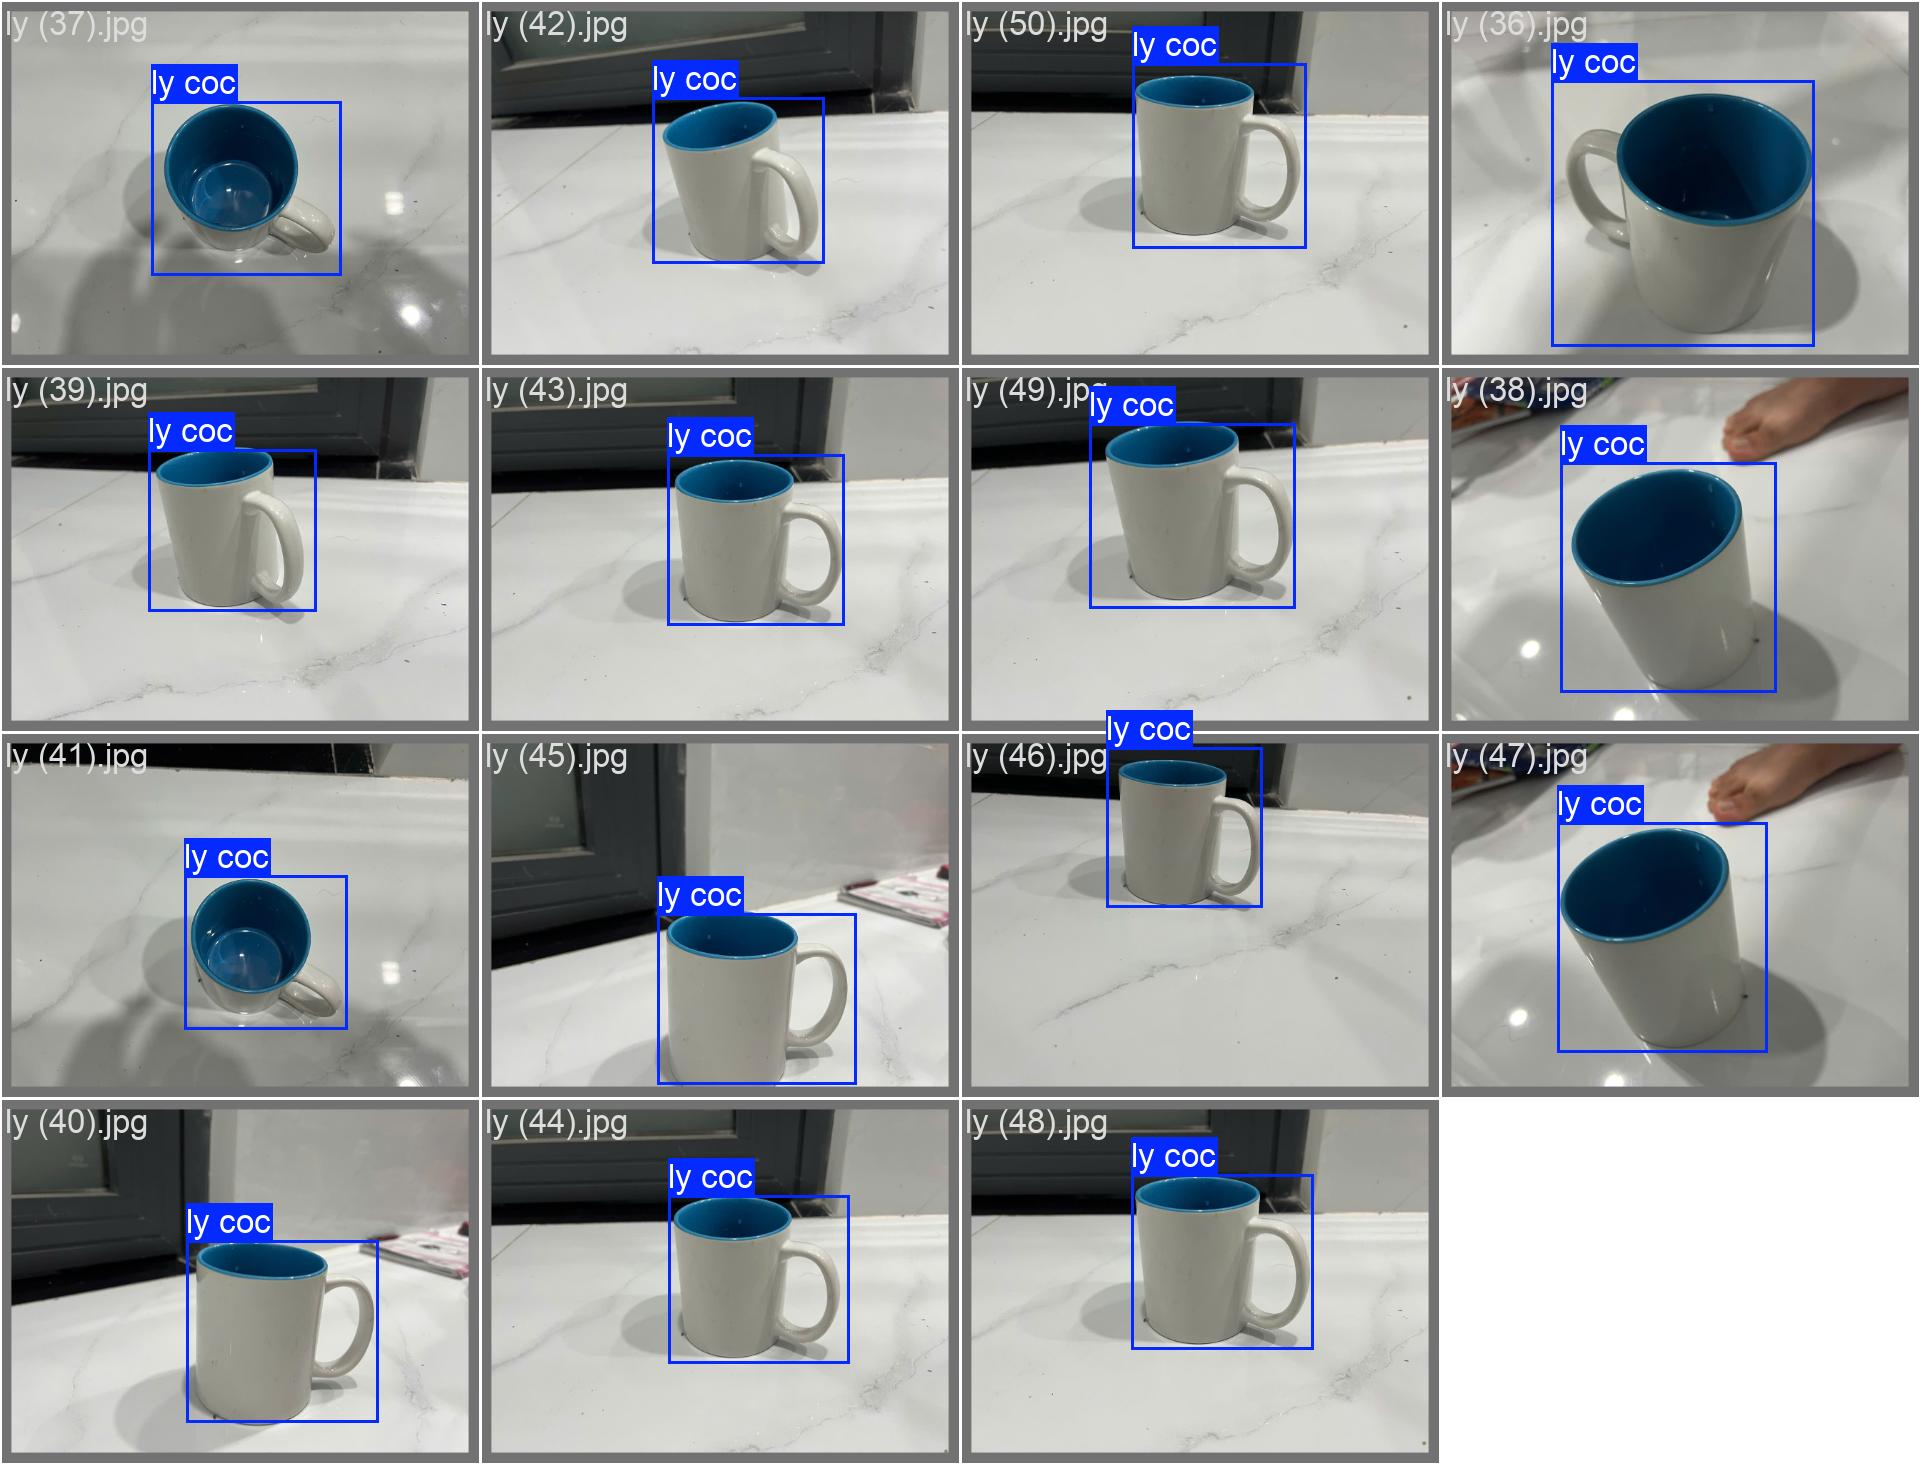 ly (37).jpg
ly coc
ly (42).jpg
ly coc
ly (50).jpg
ly coc
ly (36).jpg
ly coc
ly (39).jpg
ly coc
ly (43).jpg
ly coc
ly (49).jpg
ly coc
ly (38).jpg
ly coc
ly (41).jpg
ly coc
ly (45).jpg
ly coc
ly (46).jpg
ly coc
ly (47).jpg
ly coc
ly (40).jpg
ly coc
ly (44).jpg
ly coc
ly (48).jpg
ly coc